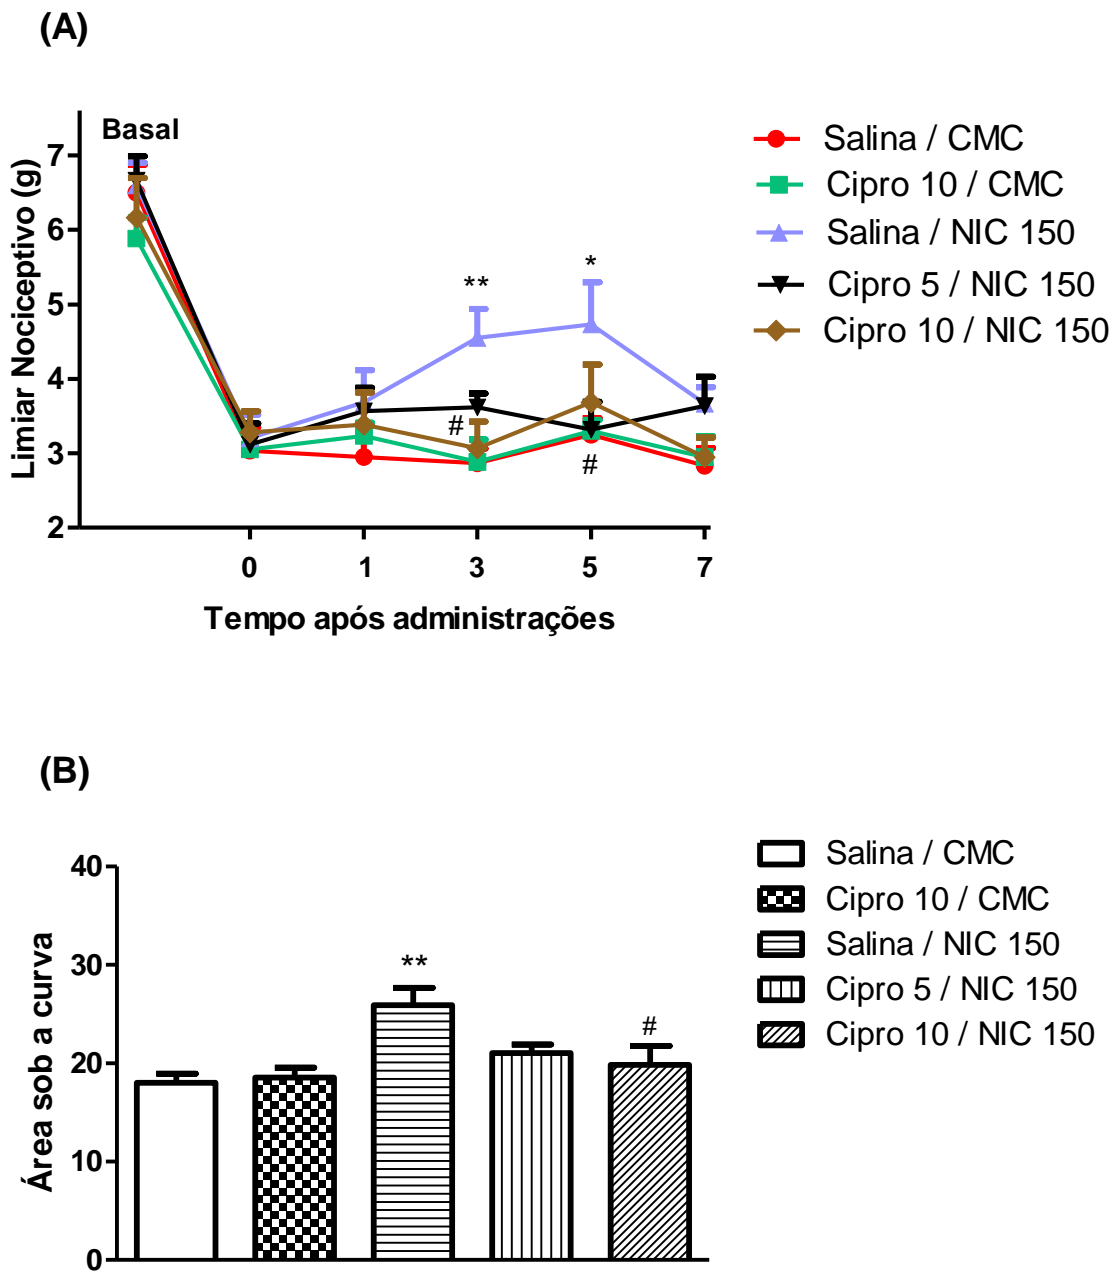 (A)
Basal
Limiar Nociceptivo (g)
7
6
5
4
3
2
**
*
#
#
0 1 3 5 7
Tempo após administrações
Salina / CMC
Cipro 10 / CMC
Salina / NIC 150
Cipro 5 / NIC 150
Cipro 10 / NIC 150
(B)
Área sob a curva
40
30
20
10
0
**
#
Salina / CMC
Cipro 10 / CMC
Salina / NIC 150
Cipro 5 / NIC 150
Cipro 10 / NIC 150